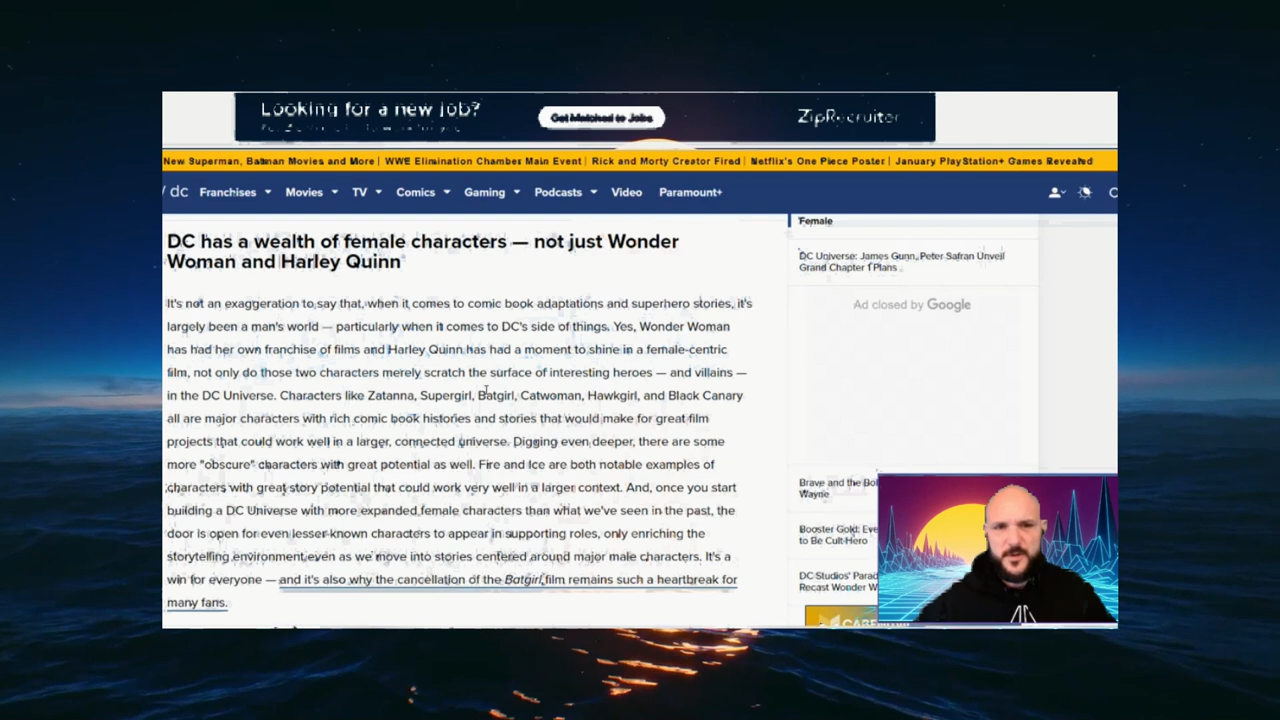 Looking for a new job?
Get Matched to Jobs
ZipRecruiter
New Superman, Batman Movies and More | WWE Elimination Chamber Main Event | Rick and Morty Creator Fired | Netflix's One Piece Poster | January PlayStation+ Games Revealed
/ dc Franchises Movies TV Comics Gaming Podcasts Video Paramount+
DC has a wealth of female characters — not just Wonder
Woman and Harley Quinn
It's not an exaggeration to say that, when it comes to comic book adaptations and superhero stories, it's
largely been a man's world — particularly when it comes to DC's side of things. Yes, Wonder Woman
has had her own franchise of films and Harley Quinn has had a moment to shine in a female-centric
film, not only do those two characters merely scratch the surface of interesting heroes — and villains —
in the DC Universe. Characters like Zatanna, Supergirl, Batgirl, Catwoman, Hawkgirl, and Black Canary
all are major characters with rich comic book histories and stories that would make for great film
projects that could work well in a larger, connected universe. Digging even deeper, there are some
more "obscure" characters with great potential as well. Fire and Ice are both notable examples of
characters with great story potential that could work very well in a larger context. And, once you start
building a DC Universe with more expanded female characters than what we've seen in the past, the
door is open for even lesser-known characters to appear in supporting roles, only enriching the
storytelling environment even as we move into stories centered around major male characters. It's a
win for everyone — and it's also why the cancellation of the Batgirl film remains such a heartbreak for
many fans.
Female
DC Universe: James Gunn, Peter Safran Unveil
Grand Chapter 1 Plans
Ad closed by Google
Brave and the Bol
Wayne
Booster Gold: Eve
to Be Cult-Hero
DC Studios' Parad
Recast Wonder W